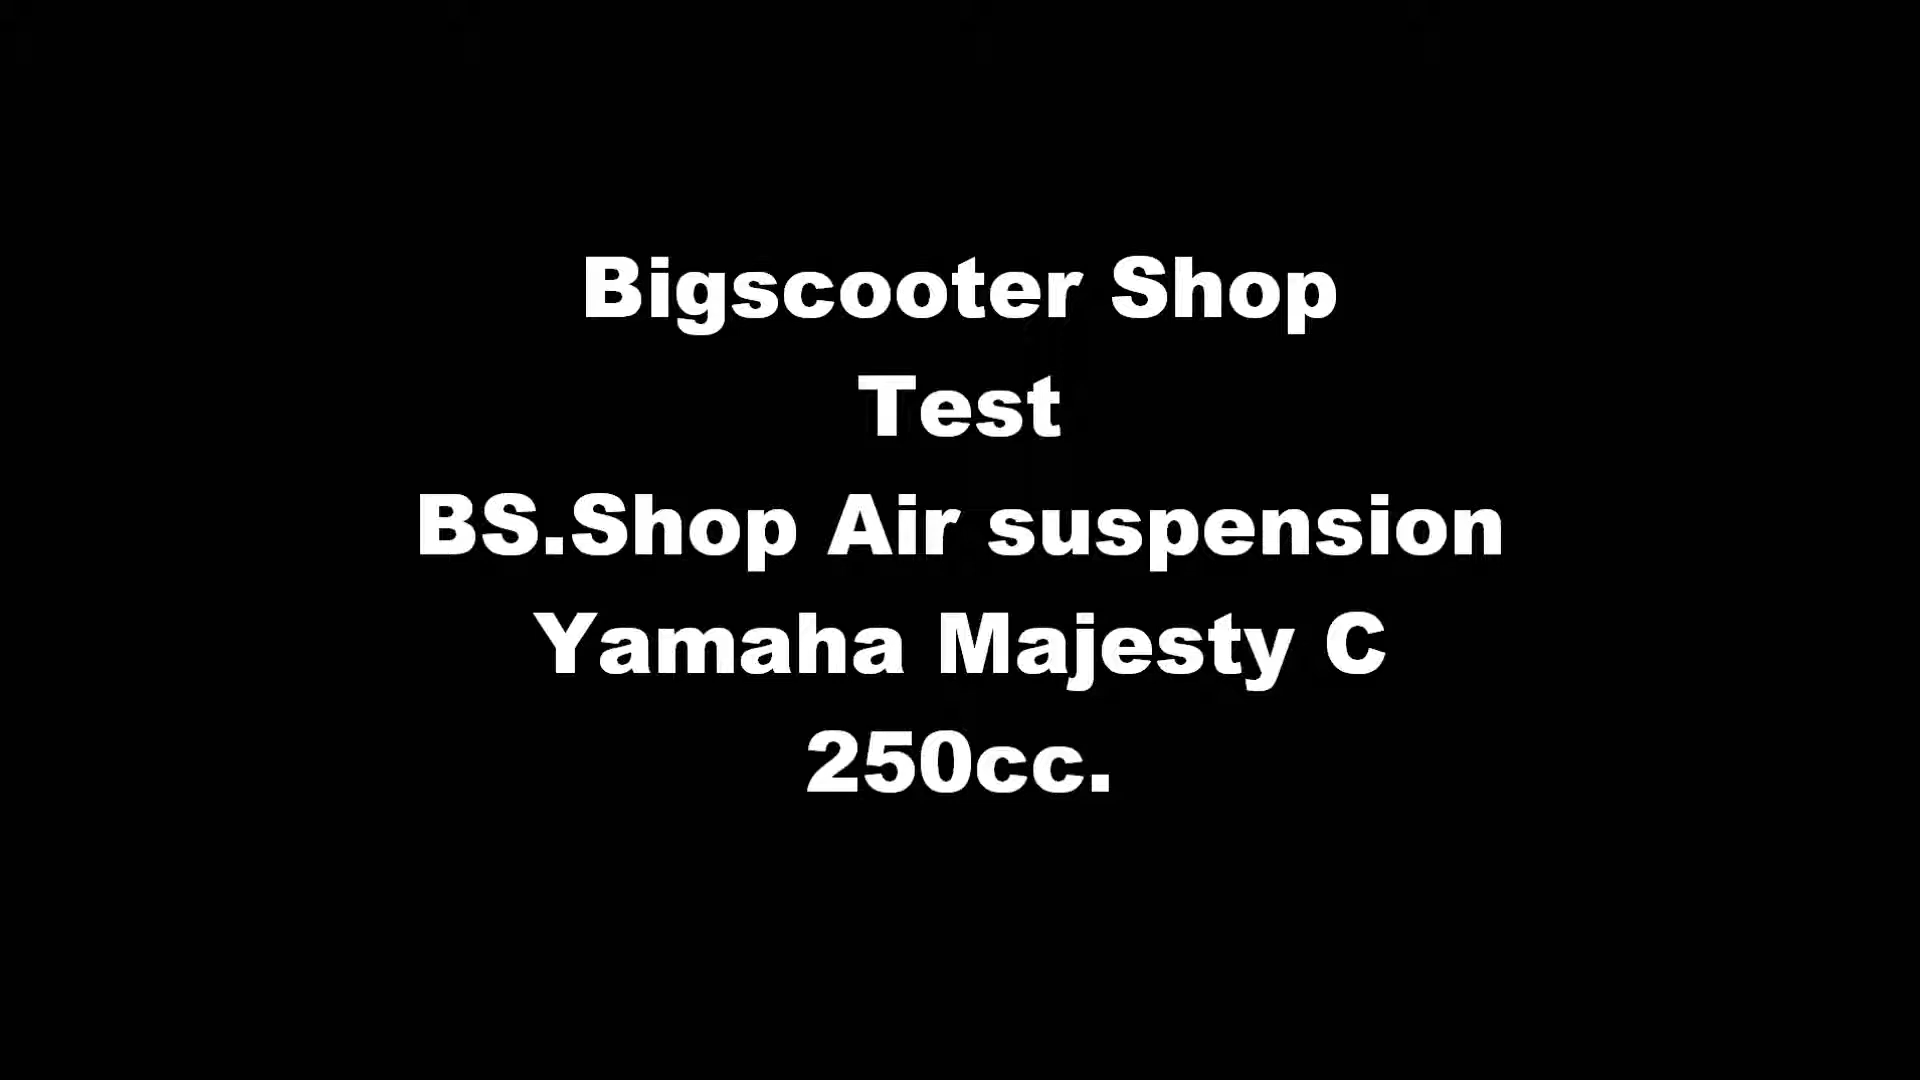 Bigscooter Shop
Test
BS.Shop Air suspension
Yamaha Majesty C
250cc.